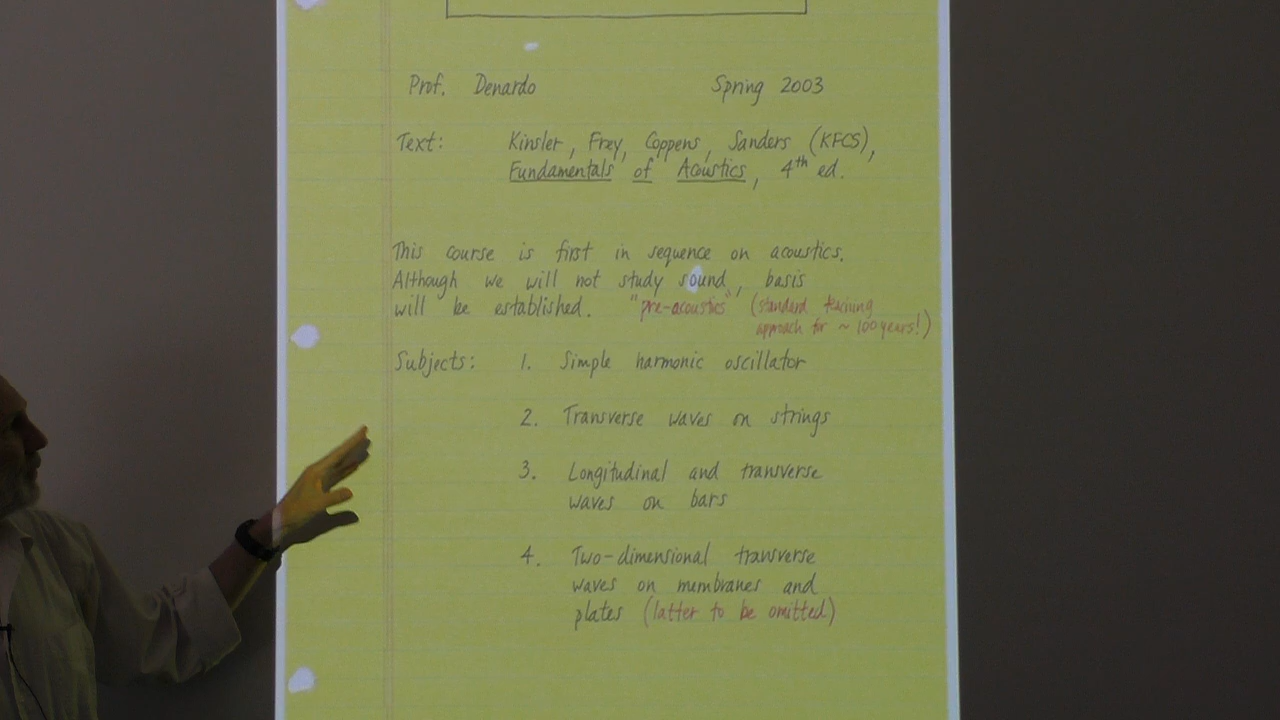 Prof. Denardo Spring 2003
Text: Kinsler, Frey, Coppens, Sanders (KFCS),
Fundamentals of Acoustics, 4th ed.
This course is first in sequence on acoustics.
Although we will not study sound, basis
will be established. "pre-acoustics" (standard teaching
approach for ~ 100 years!)
Subjects: 1. Simple harmonic oscillator
2. Transverse waves on strings
3. Longitudinal and transverse
waves on bars
4. Two-dimensional transverse
waves on membranes and
plates (latter to be omitted)